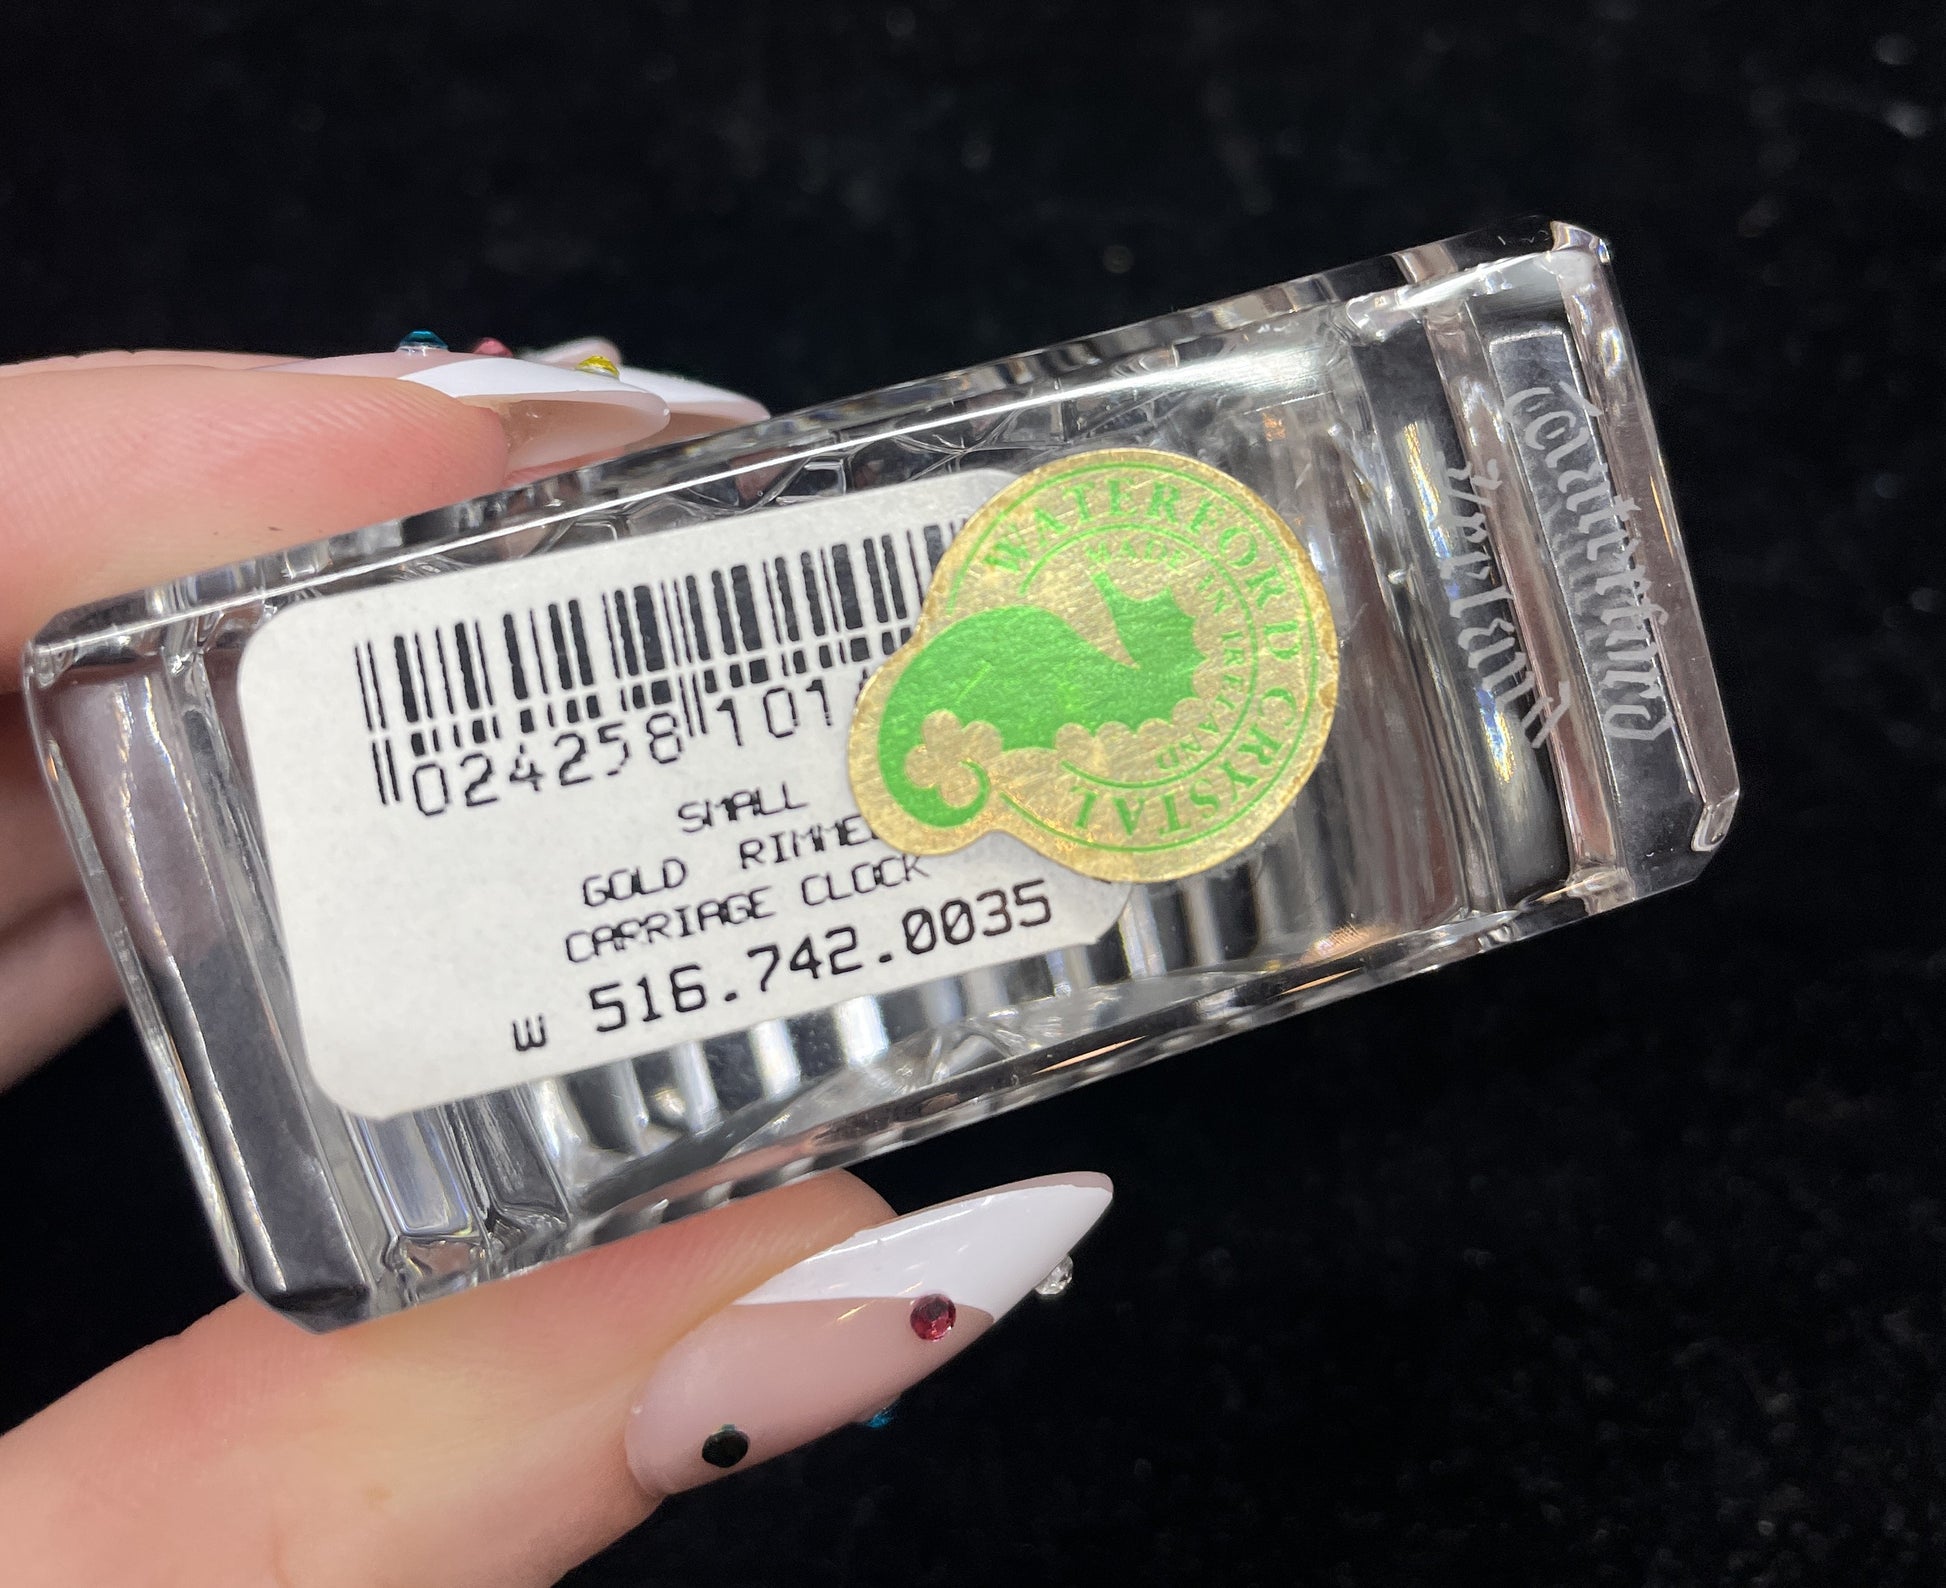 024258 101
SMALL
GOLD RIMME
CARRIAGE CLOCK
W 516.742.0035
WATERFORD CRYSTAL
MADE IN IRELAND
Waterford
Ireland